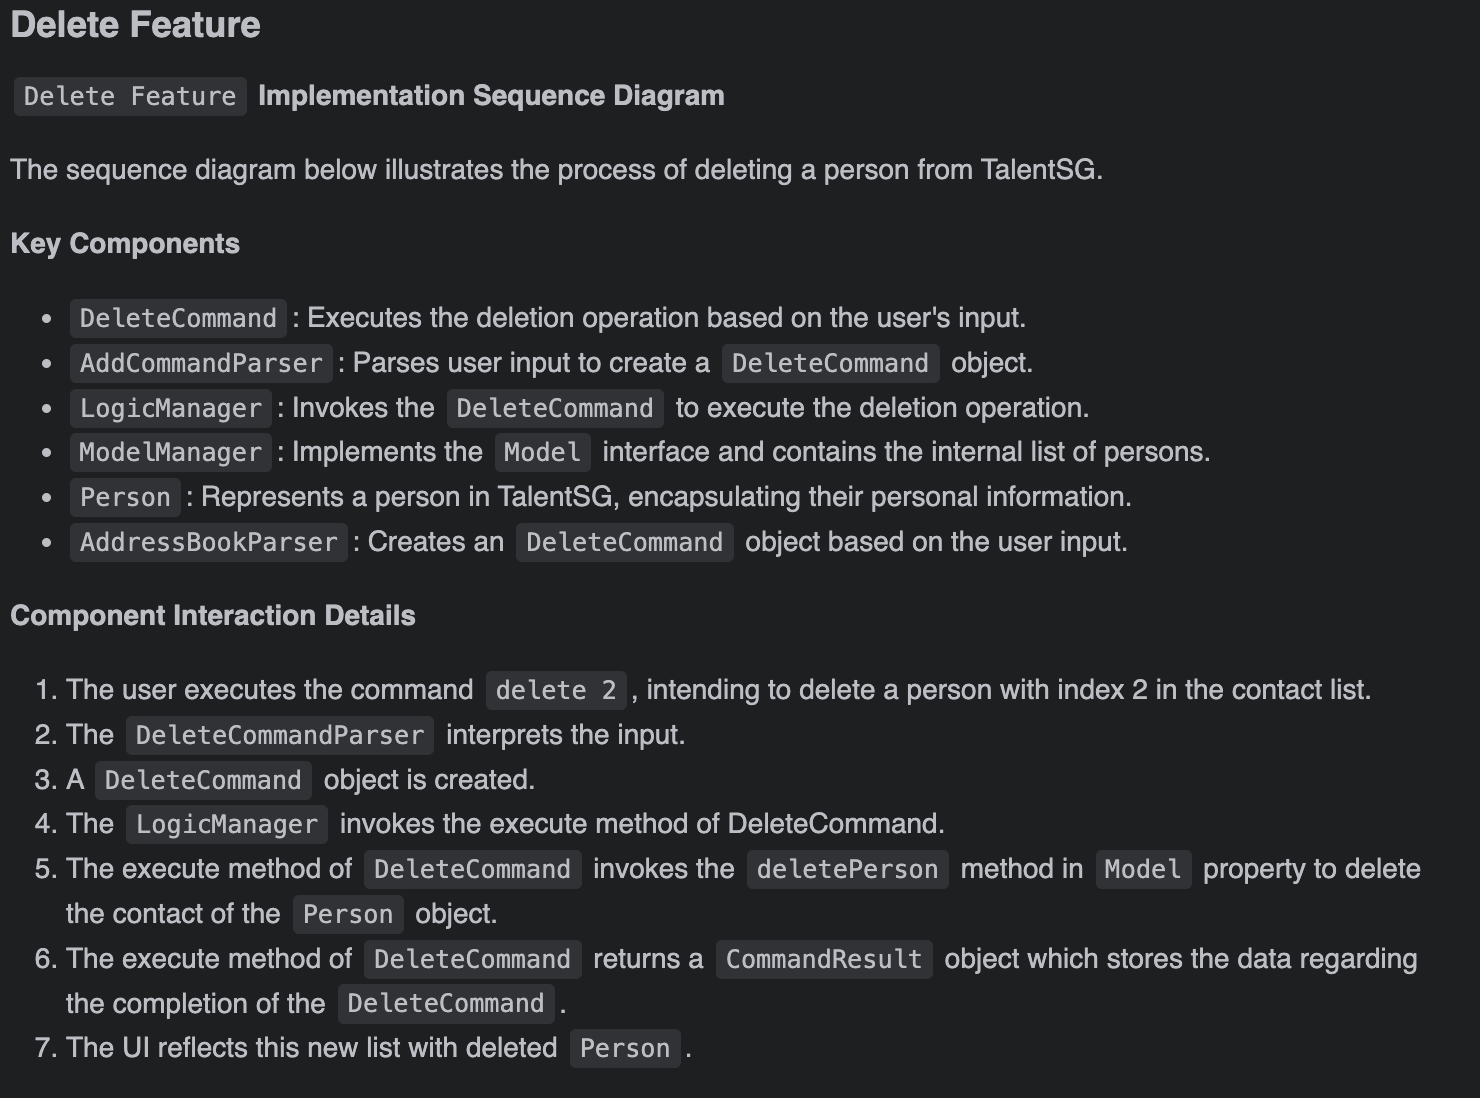 Delete Feature
Delete Feature Implementation Sequence Diagram
The sequence diagram below illustrates the process of deleting a person from TalentSG.
Key Components
• DeleteCommand : Executes the deletion operation based on the user's input.
• AddCommandParser : Parses user input to create a DeleteCommand object.
• LogicManager : Invokes the DeleteCommand to execute the deletion operation.
• ModelManager : Implements the Model interface and contains the internal list of persons.
• Person : Represents a person in TalentSG, encapsulating their personal information.
• AddressBookParser : Creates an DeleteCommand object based on the user input.
Component Interaction Details
1. The user executes the command delete 2 , intending to delete a person with index 2 in the contact list.
2. The DeleteCommandParser interprets the input.
3. A DeleteCommand object is created.
4. The LogicManager invokes the execute method of DeleteCommand.
5. The execute method of DeleteCommand invokes the deletePerson method in Model property to delete
the contact of the Person object.
6. The execute method of DeleteCommand returns a CommandResult object which stores the data regarding
the completion of the DeleteCommand .
7. The UI reflects this new list with deleted Person .